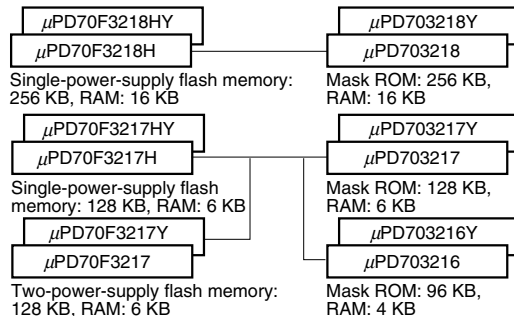 μPD70F3218HY
μPD70F3218H
Single-power-supply flash memory:
256 KB, RAM: 16 KB
μPD703218Y
μPD703218
Mask ROM: 256 KB,
RAM: 16 KB
μPD70F3217HY
μPD70F3217H
Single-power-supply flash
memory: 128 KB, RAM: 6 KB
μPD703217Y
μPD703217
Mask ROM: 128 KB,
RAM: 6 KB
μPD70F3217Y
μPD70F3217
Two-power-supply flash memory:
128 KB, RAM: 6 KB
μPD703216Y
μPD703216
Mask ROM: 96 KB,
RAM: 4 KB